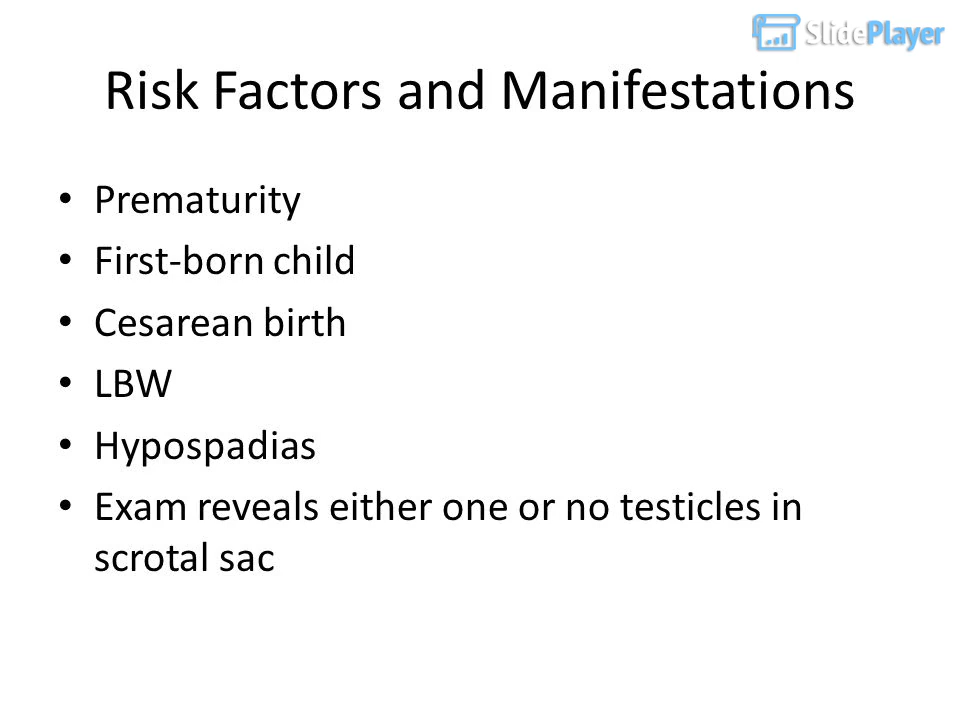 SlidePlayer
Risk Factors and Manifestations
• Prematurity
• First-born child
• Cesarean birth
• LBW
• Hypospadias
• Exam reveals either one or no testicles in
scrotal sac